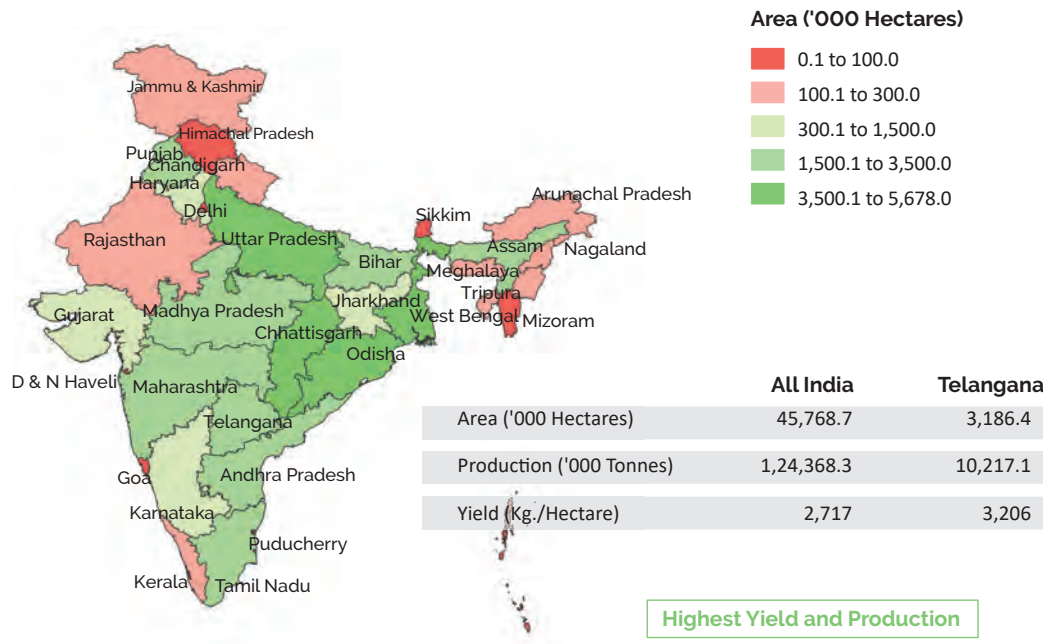 Area ('000 Hectares)
0.1 to 100.0
100.1 to 300.0
300.1 to 1,500.0
1,500.1 to 3,500.0
3,500.1 to 5,678.0
Jammu & Kashmir
Himachal Pradesh
Punjab
Chandigarh
Haryana
Delhi
Arunachal Pradesh
Sikkim
Rajasthan
Uttar Pradesh
Assam
Nagaland
Bihar
Meghalaya
Tripura
Jharkhand
Gujarat
Madhya Pradesh
West Bengal
Mizoram
Chhattisgarh
Odisha
D & N Haveli
Maharashtra
Telangana
Goa
Andhra Pradesh
Karnataka
Puducherry
Kerala
Tamil Nadu
All India Telangana
Area ('000 Hectares) 45,768.7 3,186.4
Production ('000 Tonnes) 1,24,368.3 10,217.1
Yield (Kg./Hectare) 2,717 3,206
Highest Yield and Production